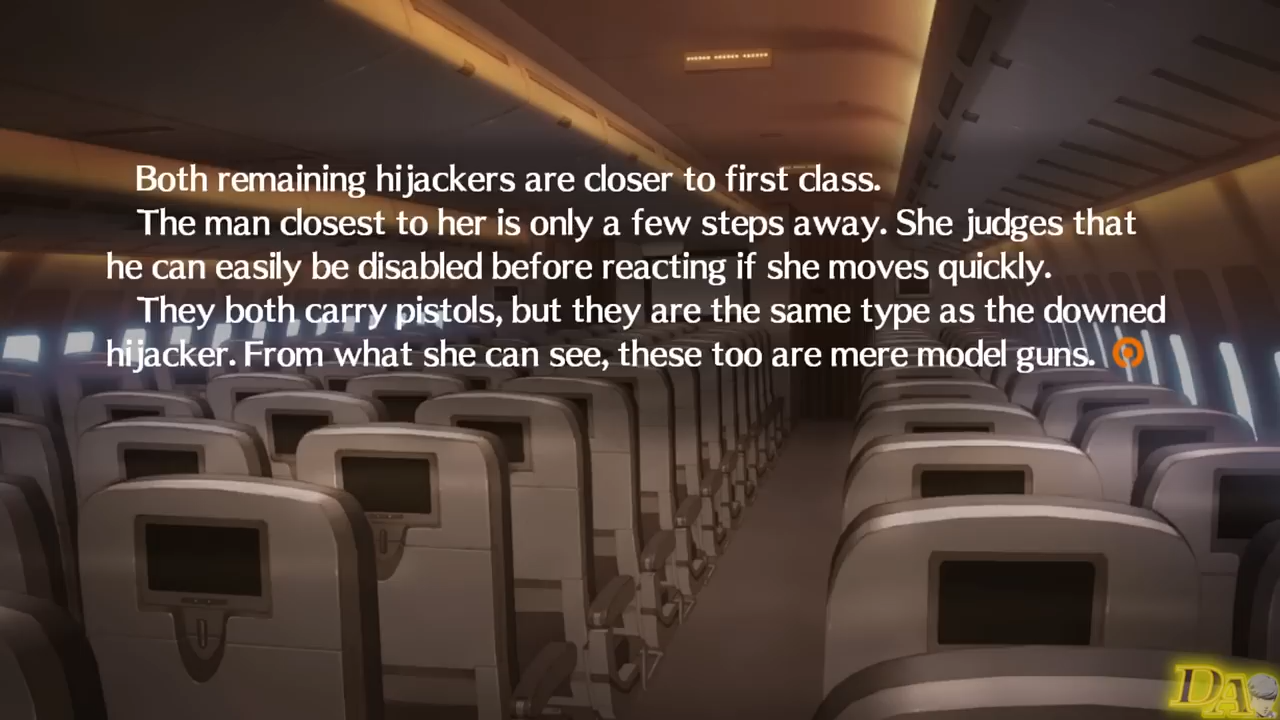 Both remaining hijackers are closer to first class.
The man closest to her is only a few steps away. She judges that
he can easily be disabled before reacting if she moves quickly.
They both carry pistols, but they are the same type as the downed
hijacker. From what she can see, these too are mere model guns.
DA